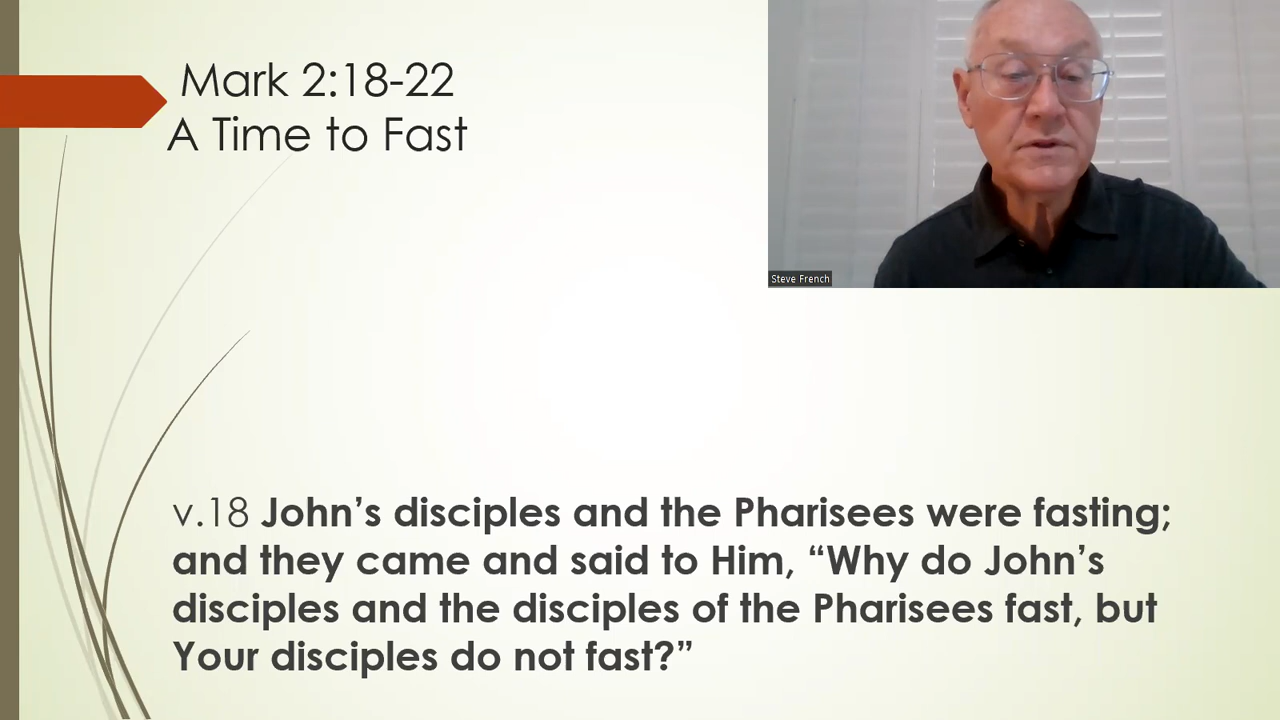 Mark 2:18-22
A Time to Fast
Steve French
v.18 John’s disciples and the Pharisees were fasting;
and they came and said to Him, “Why do John’s
disciples and the disciples of the Pharisees fast, but
Your disciples do not fast?”